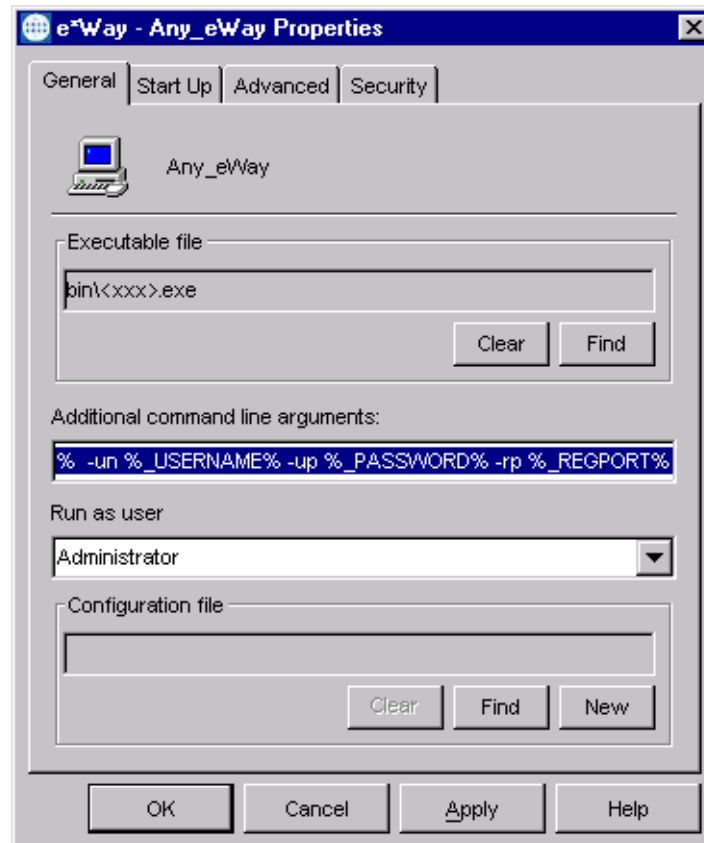 e*Way - Any_eWay Properties
General Start Up Advanced Security
Any_eWay
Executable file
bin\<xxx>.exe
Clear Find
Additional command line arguments:
% -un %_USERNAME% -up %_PASSWORD% -rp %_REGPORT%
Run as user
Administrator
Configuration file
Clear Find New
OK Cancel Apply Help